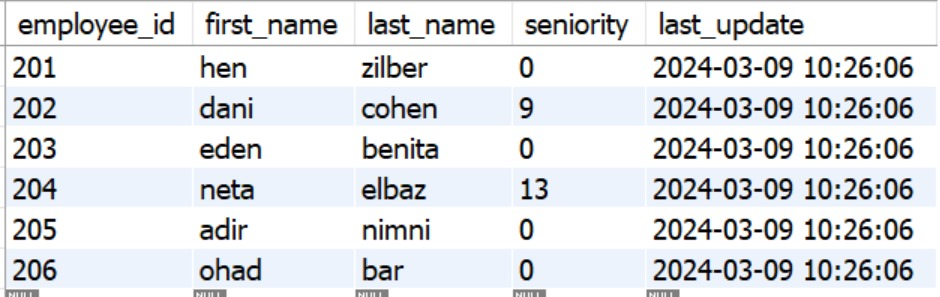 employee_id first_name last_name seniority last_update
201 hen zilber 0 2024-03-09 10:26:06
202 dani cohen 9 2024-03-09 10:26:06
203 eden benita 0 2024-03-09 10:26:06
204 neta elbaz 13 2024-03-09 10:26:06
205 adir nimni 0 2024-03-09 10:26:06
206 ohad bar 0 2024-03-09 10:26:06
NULL NULL NULL NULL NULL